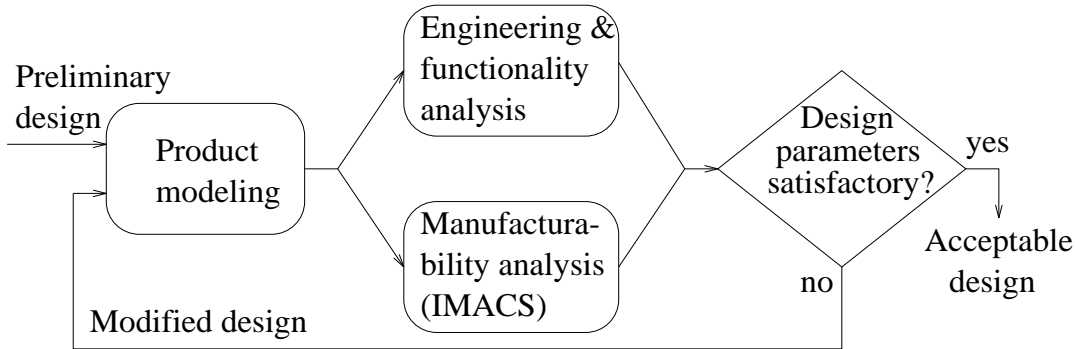 Preliminary
design
Product
modeling
Engineering &
functionality
analysis
Manufactura-
bility analysis
(IMACS)
Design
parameters
satisfactory?
yes
Acceptable
design
no
Modified design